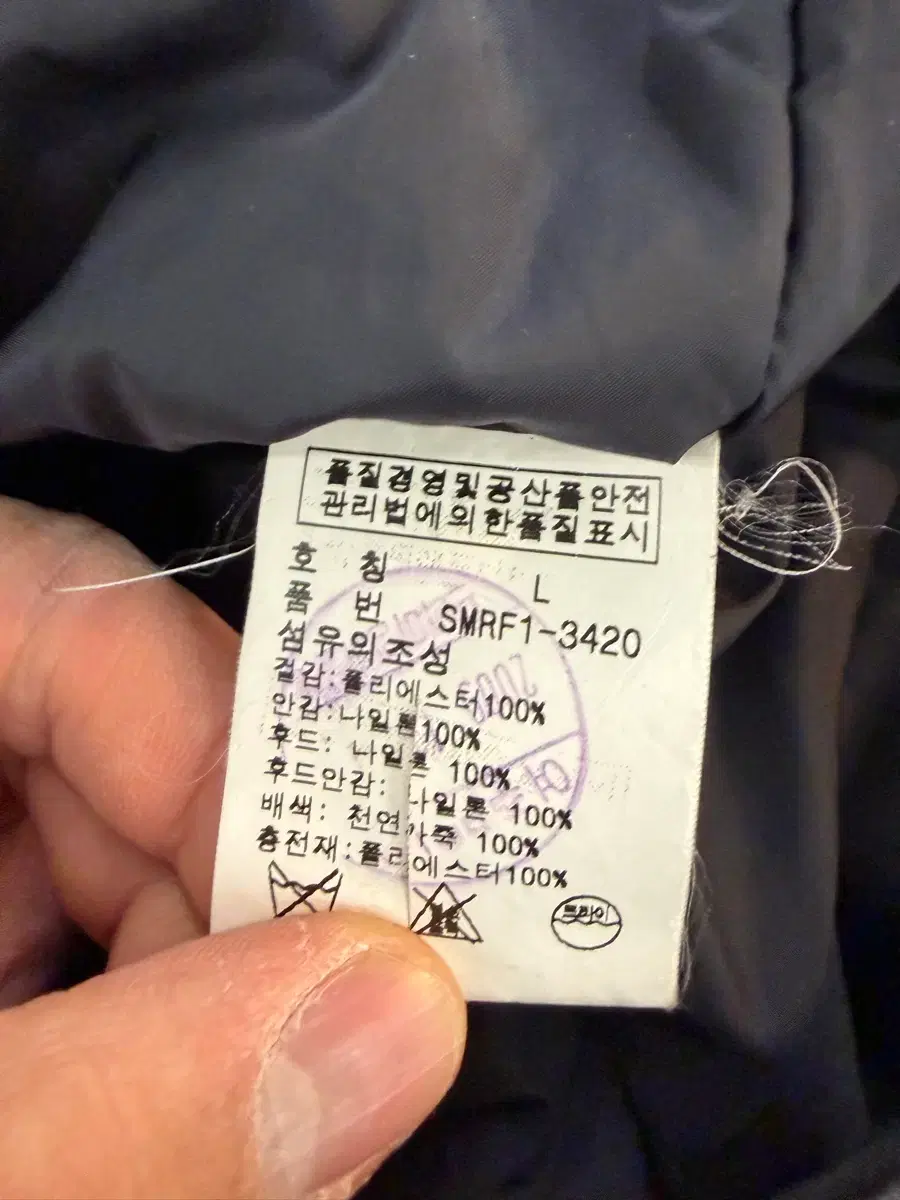 품질경영및공산품안전
관리법에의한품질표시
호 칭 L
품 번 SMRF1-3420
섬유의조성
겉감:폴리에스터100%
안감:나일론100%
후드: 나일론 100%
후드안감: 나일론 100%
배색: 천연가죽 100%
충전재:폴리에스터100%
드라이